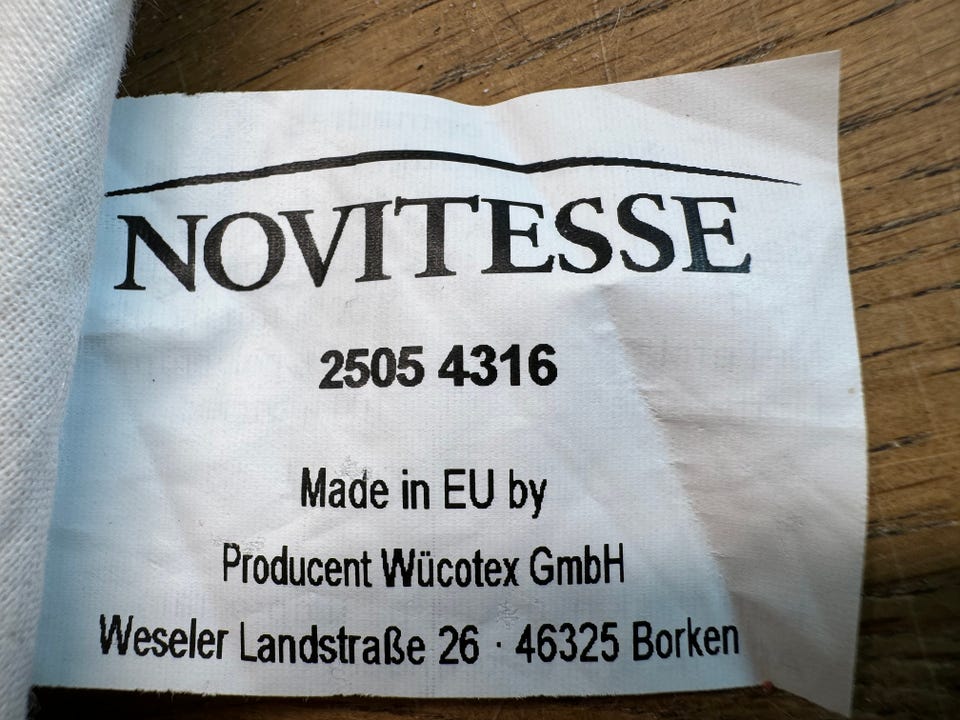 NOVITESSE
2505 4316
Made in EU by
Producent Wücotex GmbH
Weseler Landstraße 26 · 46325 Borken